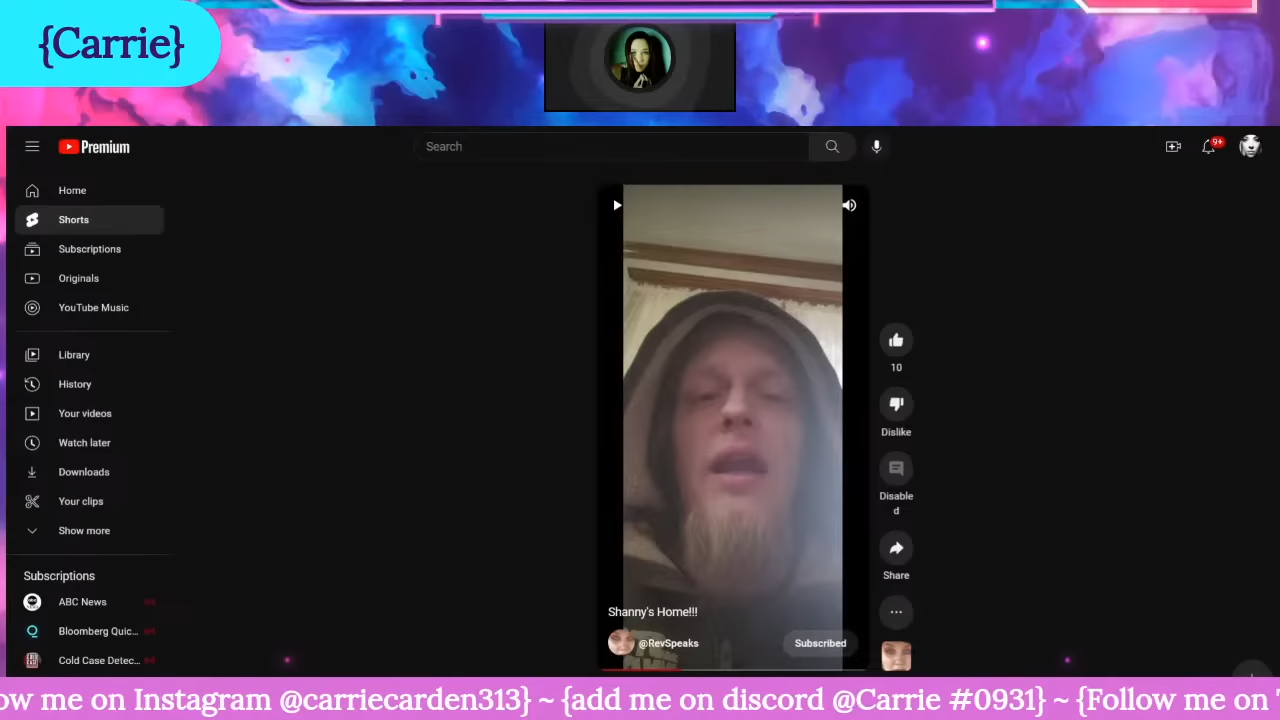 {Carrie}
Premium
Search
9+
Home
Shorts
Subscriptions
Originals
YouTube Music
Library
History
Your videos
Watch later
Downloads
Your clips
Show more
Subscriptions
ABC News
Bloomberg Quic...
Cold Case Detec...
10
Dislike
Disable
d
Share
Shanny's Home!!!
@RevSpeaks
Subscribed
ow me on Instagram @carriecarden313} ~ {add me on discord @Carrie #0931} ~ {Follow me on